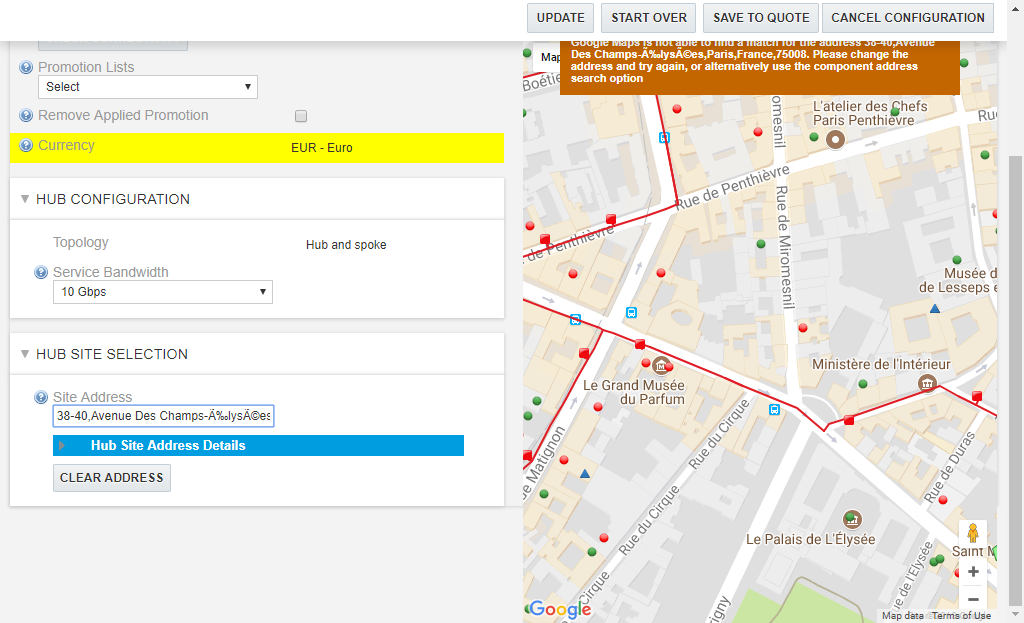 UPDATE
START OVER
SAVE TO QUOTE
CANCEL CONFIGURATION
Promotion Lists
Select
Remove Applied Promotion
Currency
EUR - Euro
HUB CONFIGURATION
Topology
Hub and spoke
Service Bandwidth
10 Gbps
HUB SITE SELECTION
Site Address
38-40,Avenue Des Champs-Ã‰lysÃ©es
Hub Site Address Details
CLEAR ADDRESS
Google Maps is not able to find a match for the address 38-40,Avenue
Des Champs-Ã‰lysÃ©es,Paris,France,75008. Please change the
address and try again, or alternatively use the component address
search option
Map
Boétie
L'atelier des Chefs
Paris Penthièvre
Rue
romesnil
Rue de Penthièvre
de Penthièvre
Rue de Miromesnil
Musée d
de Lesseps e
Ministère de l'Intérieur
Le Grand Musée
du Parfum
Rue du Cirque
de Matignon
Rue du Cirque
Rue de Duras
Le Palais de L'Élysée
Saint M
Rue de l'Elysée
Cirque
igny
Google
Map data
Terms of Use